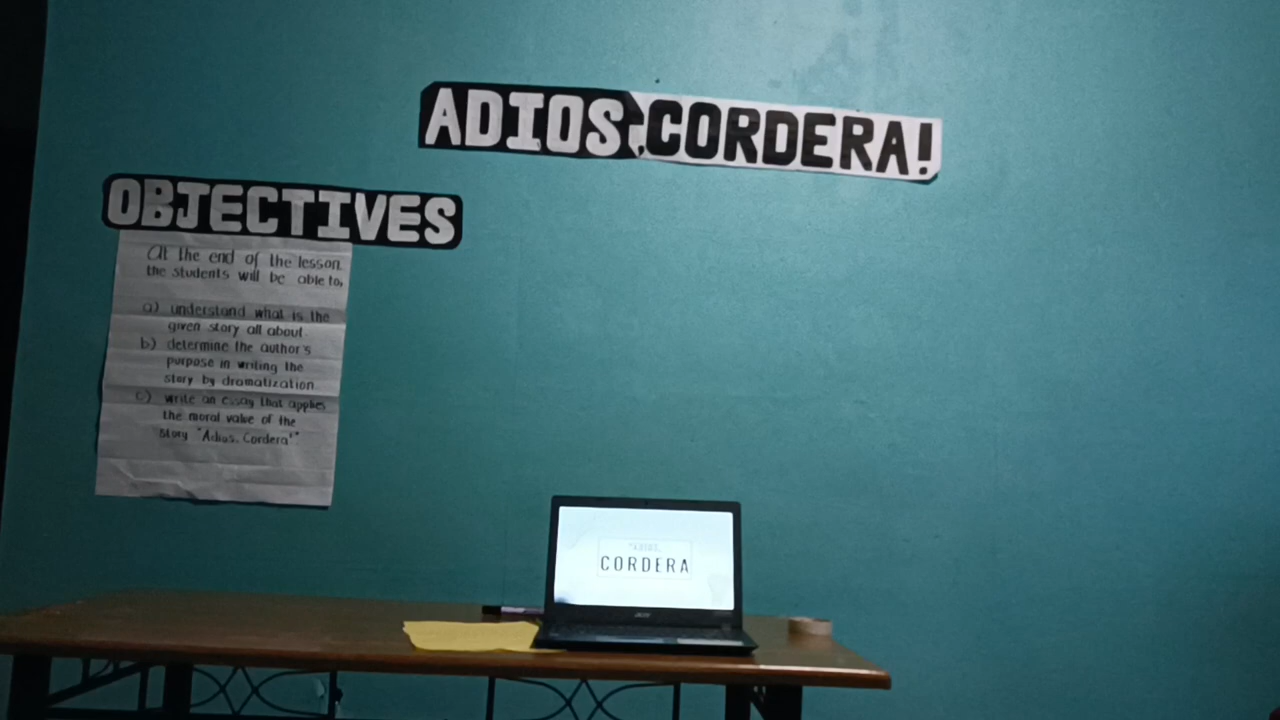 ADIOS, CORDERA!
OBJECTIVES
At the end of the lesson
the students will be able to,
a) understand what is the
given story all about.
b) determine the author's
purpose in writing the
story by dramatization.
c) write an essay that applies
the moral value of the
story "Adios, Cordera!"
"ADIOS,
CORDERA
acer